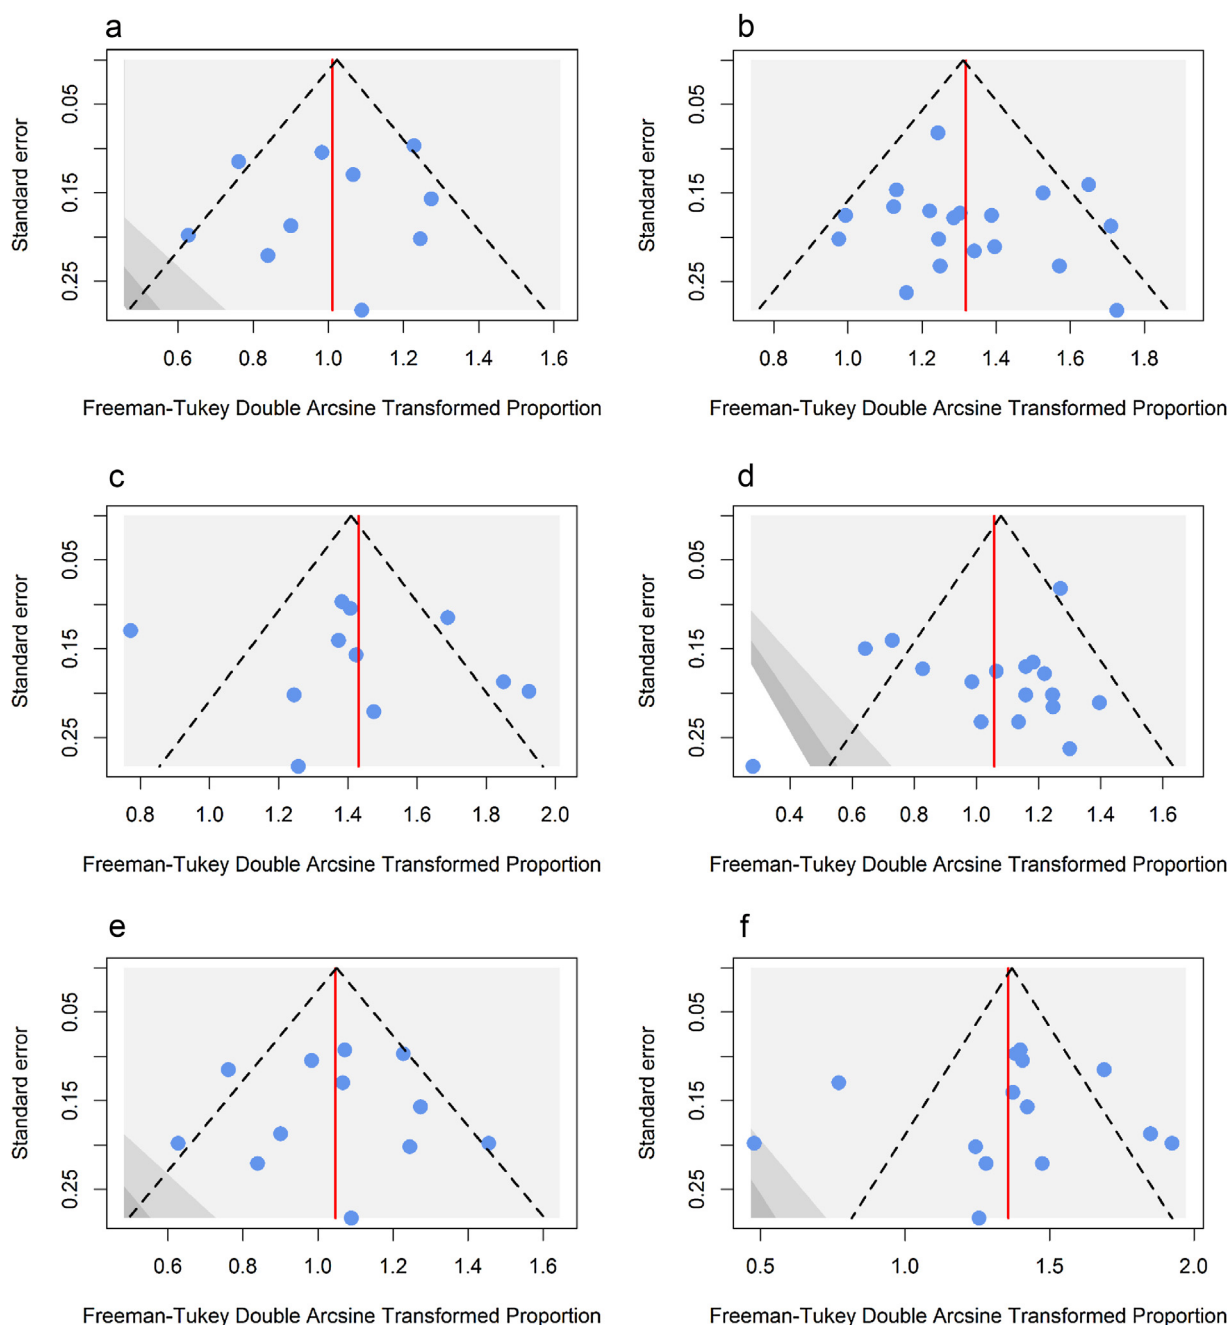 a
Standard error
0.05
0.15
0.25
0.6 0.8 1.0 1.2 1.4 1.6
Freeman-Tukey Double Arcsine Transformed Proportion
b
Standard error
0.05
0.15
0.25
0.8 1.0 1.2 1.4 1.6 1.8
Freeman-Tukey Double Arcsine Transformed Proportion
c
Standard error
0.05
0.15
0.25
0.8 1.0 1.2 1.4 1.6 1.8 2.0
Freeman-Tukey Double Arcsine Transformed Proportion
d
Standard error
0.05
0.15
0.25
0.4 0.6 0.8 1.0 1.2 1.4 1.6
Freeman-Tukey Double Arcsine Transformed Proportion
e
Standard error
0.05
0.15
0.25
0.6 0.8 1.0 1.2 1.4 1.6
Freeman-Tukey Double Arcsine Transformed Proportion
f
Standard error
0.05
0.15
0.25
0.5 1.0 1.5 2.0
Freeman-Tukey Double Arcsine Transformed Proportion